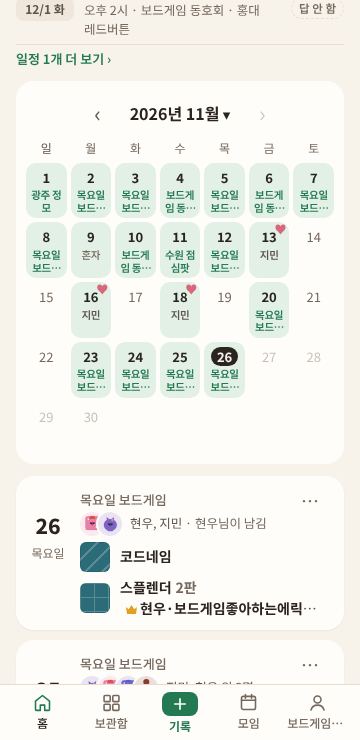 12/1 화
오후 2시 · 보드게임 동호회 · 홍대
레드버튼
답 안 함
일정 1개 더 보기 ›
‹ 2026년 11월 ▾ ›
일 월 화 수 목 금 토
1 2 3 4 5 6 7
광주 정모 목요일 보드… 목요일 보드… 보드게임 동… 목요일 보드… 보드게임 동… 목요일 보드…
8 9 10 11 12 13 14
목요일 보드… 혼자 보드게임 동… 수원 점심팟 목요일 보드… 지민
15 16 17 18 19 20 21
지민 지민 목요일 보드…
22 23 24 25 26 27 28
목요일 보드… 목요일 보드… 목요일 보드… 목요일 보드…
29 30
목요일 보드게임 …
26
목요일
현우, 지민 · 현우님이 남김
코드네임
스플렌더 2판
현우·보드게임좋아하는에릭…
목요일 보드게임 …
홈 보관함 기록 모임 보드게임…